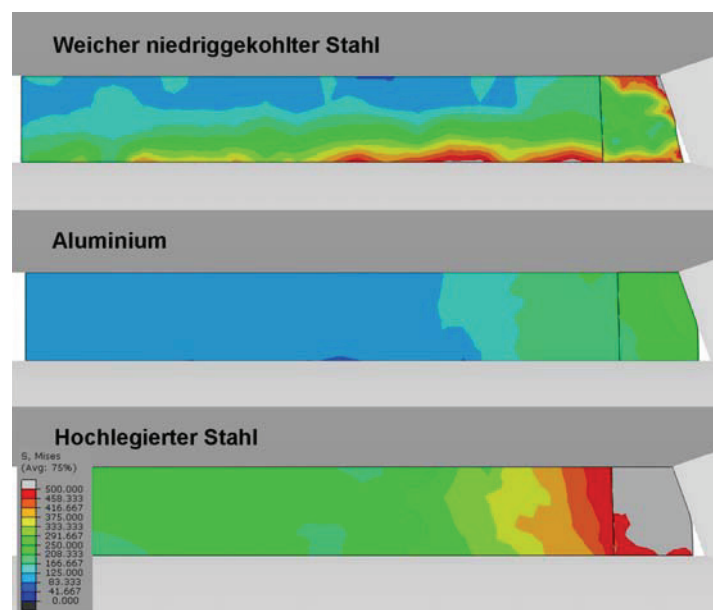 Weicher niedriggekohlter Stahl
Aluminium
Hochlegierter Stahl
S, Mises
(Avg: 75%)
500.000
458.333
416.667
375.000
333.333
291.667
250.000
208.333
166.667
125.000
83.333
41.667
0.000